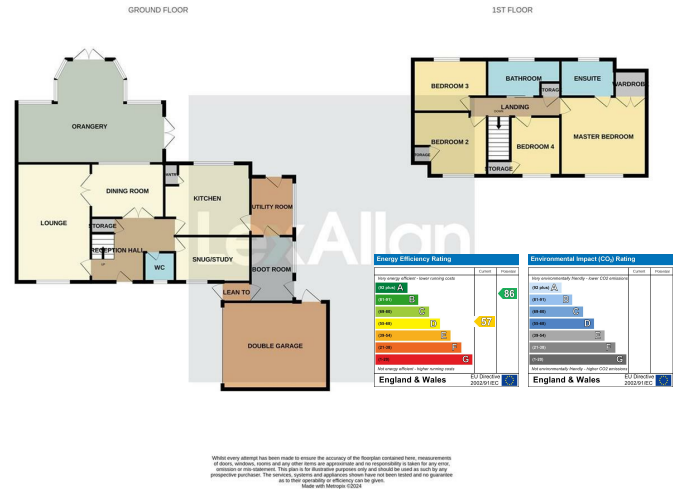 GROUND FLOOR
1ST FLOOR
ORANGERY
DINING ROOM
LOUNGE
KITCHEN
UTILITY ROOM
STORAGE
RECEPTION HALL
WC
SNUG/STUDY
BOOT ROOM
LEAN TO
DOUBLE GARAGE
LexAllan
BEDROOM 3
BATHROOM
ENSUITE
WARDROBE
STORAGE
LANDING
BEDROOM 2
MASTER BEDROOM
BEDROOM 4
STORAGE
STORAGE
Energy Efficiency Rating
Current
Potential
Very energy efficient - lower running costs
(92 plus) A
(81-91) B
(69-80) C
(55-68) D
(39-54) E
(21-38) F
(1-20) G
57
86
Not energy efficient - higher running costs
England & Wales
EU Directive
2002/91/EC
Environmental Impact (CO₂) Rating
Current
Potential
Very environmentally friendly - lower CO2 emissions
(92 plus) A
(81-91) B
(69-80) C
(55-68) D
(39-54) E
(21-38) F
(1-20) G
Not environmentally friendly - higher CO2 emissions
England & Wales
EU Directive
2002/91/EC
Whilst every attempt has been made to ensure the accuracy of the floorplan contained here, measurements
of doors, windows, rooms and any other items are approximate and no responsibility is taken for any error,
omission or mis-statement. This plan is for illustrative purposes only and should be used as such by any
prospective purchaser. The services, systems and appliances shown have not been tested and no guarantee
as to their operability or efficiency can be given.
Made with Metropix ©2024